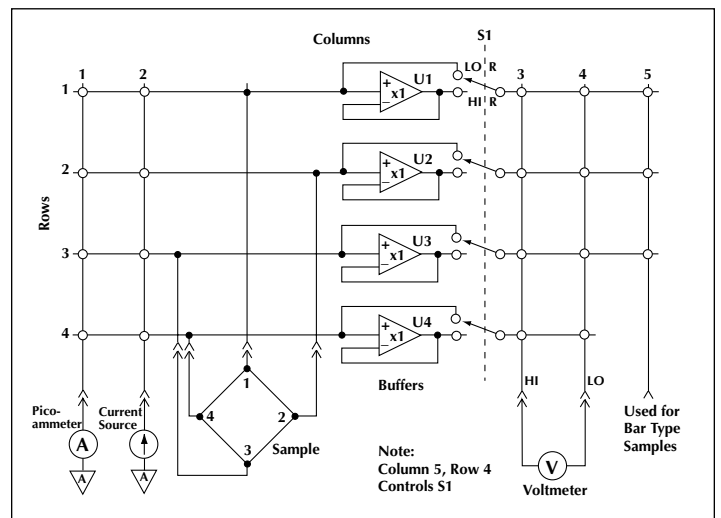 Columns
S1
1 2 3 4 5
LO R
HI R
1
+
–
x1
U1
2
+
–
x1
U2
Rows
3
+
–
x1
U3
4
+
–
x1
U4
HI
LO
Buffers
1
4 2
3
Sample
Pico-
ammeter
Current
Source
A
A
A
V
Voltmeter
Used for
Bar Type
Samples
Note:
Column 5, Row 4
Controls S1